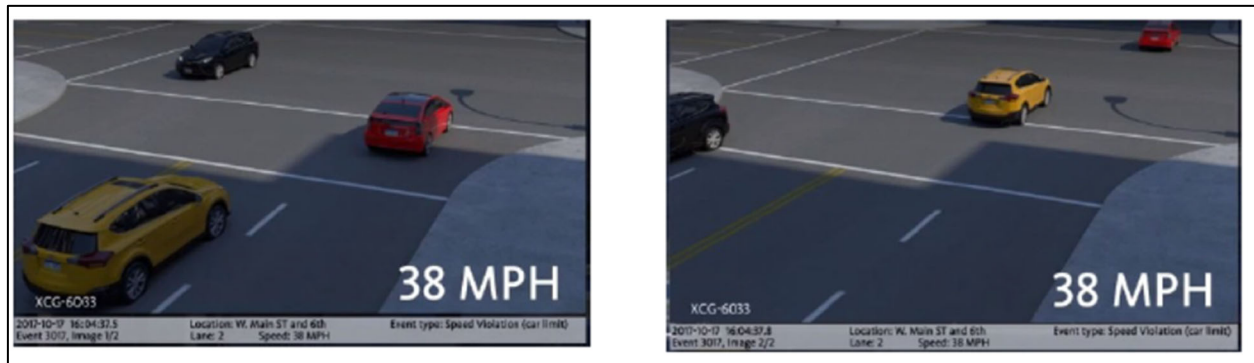 38 MPH
XCG-6033
2017-10-17 16:04:37.5 Location: W. Main ST and 6th Event type: Speed Violation (car limit)
Event 3017, Image 1/2 Lane: 2 Speed: 38 MPH
38 MPH
XCG-6033
2017-10-17 16:04:37.8 Location: W. Main ST and 6th Event type: Speed Violation (car limit)
Event 3017, Image 2/2 Lane: 2 Speed: 38 MPH